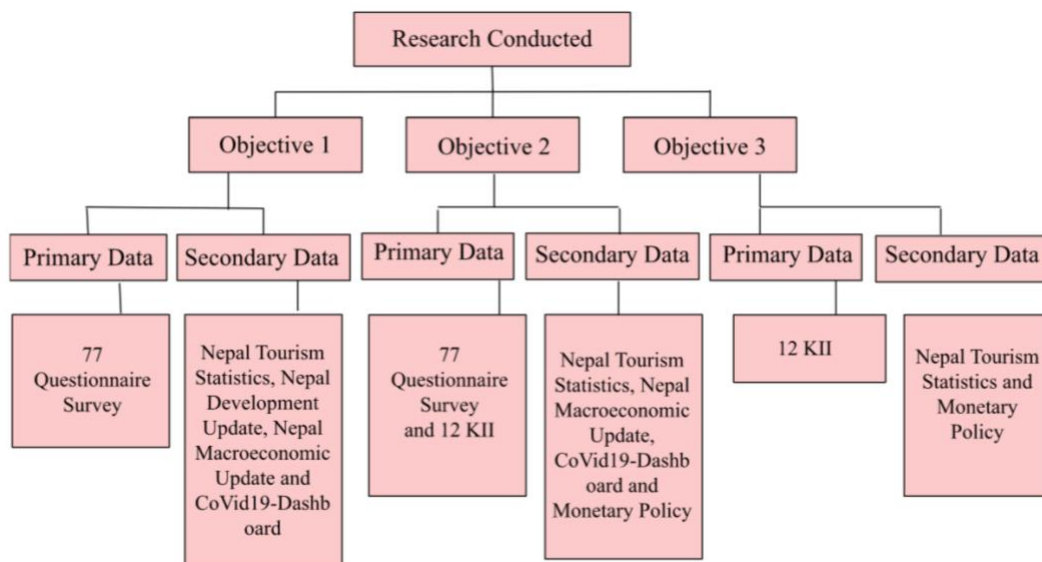 Research Conducted
Objective 1
Objective 2
Objective 3
Primary Data
Secondary Data
Primary Data
Secondary Data
Primary Data
Secondary Data
77
Questionnaire
Survey
Nepal Tourism
Statistics, Nepal
Development
Update, Nepal
Macroeconomic
Update and
CoVid19-Dashb
oard
77
Questionnaire
Survey
and 12 KII
Nepal Tourism
Statistics, Nepal
Macroeconomic
Update,
CoVid19-Dashb
oard and
Monetary Policy
12 KII
Nepal Tourism
Statistics and
Monetary
Policy